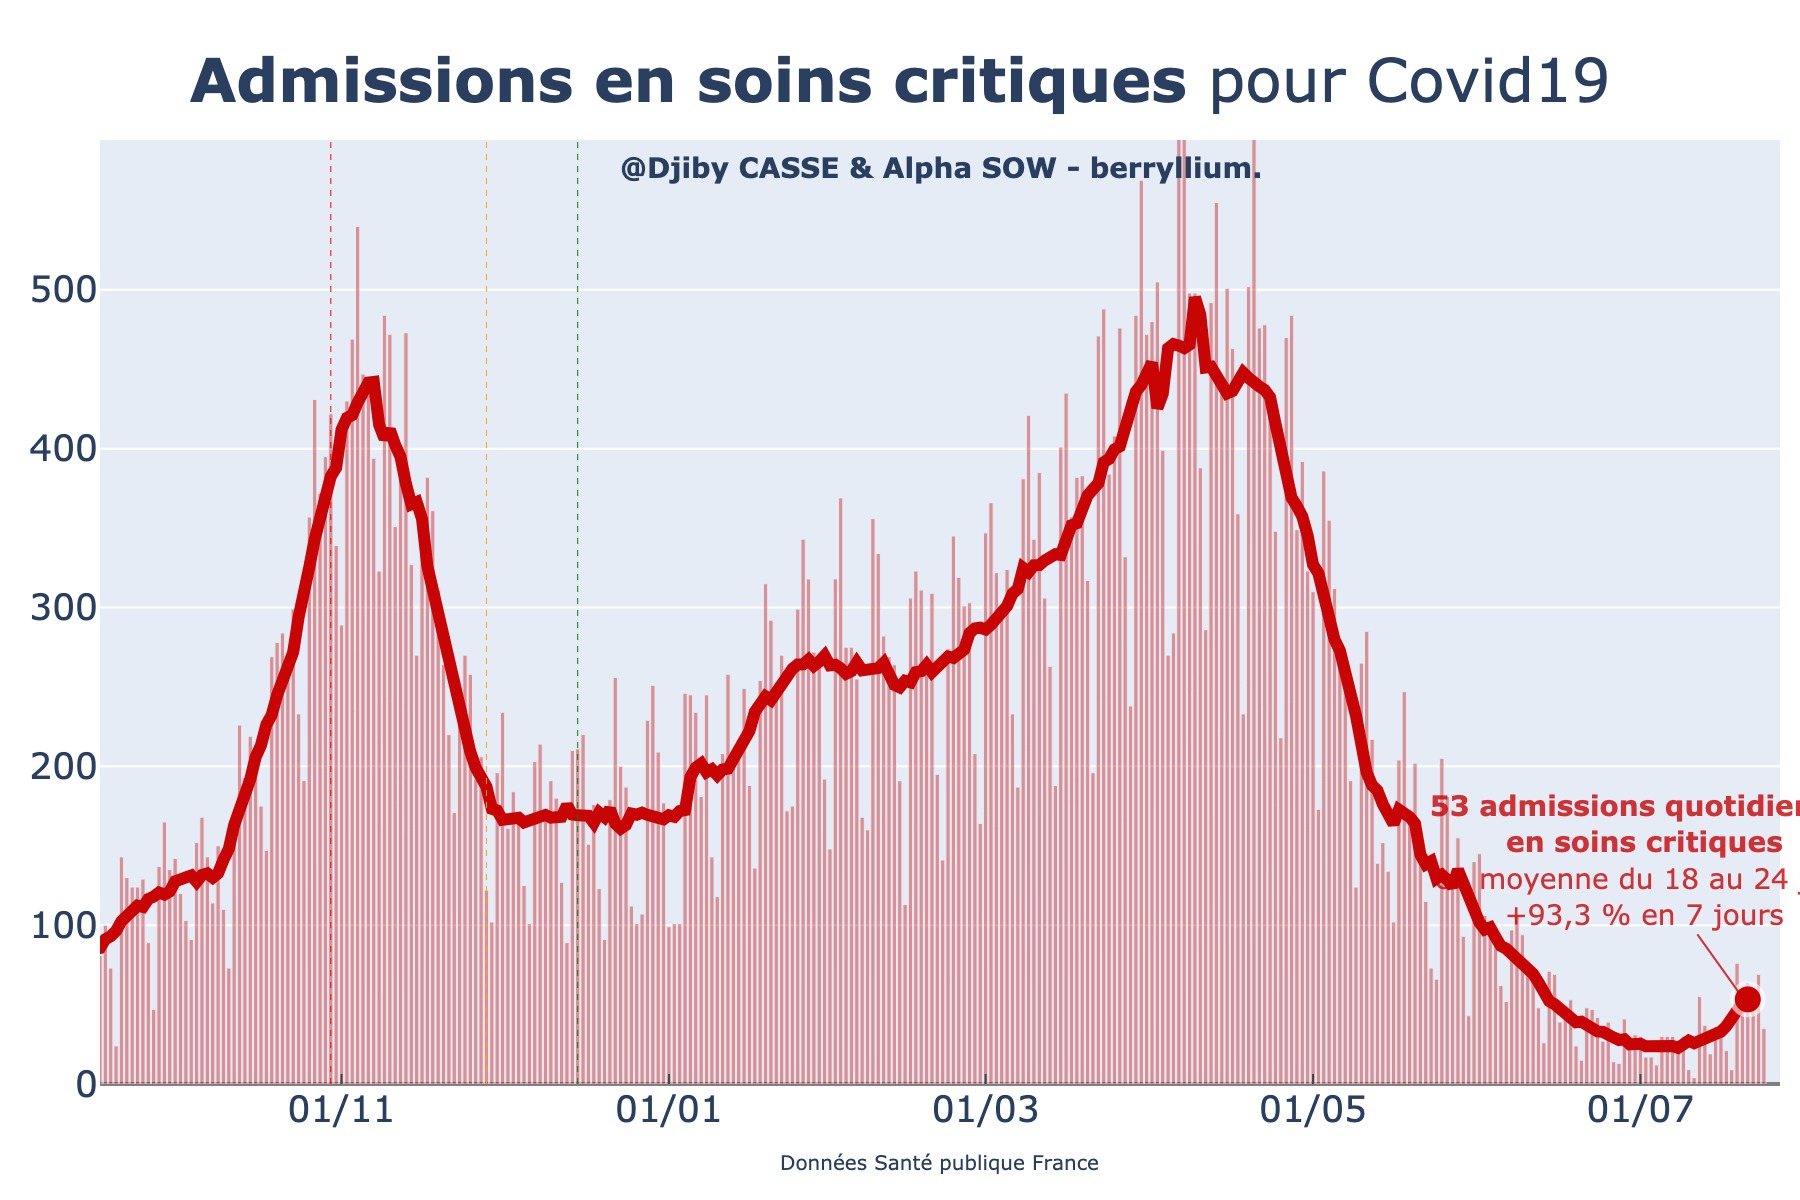 Admissions en soins critiques pour Covid19
@Djiby CASSE & Alpha SOW - berryllium.
500
400
300
200
100
0
53 admissions quotidien
en soins critiques
moyenne du 18 au 24
+93,3 % en 7 jours
01/11
01/01
01/03
01/05
01/07
Données Santé publique France